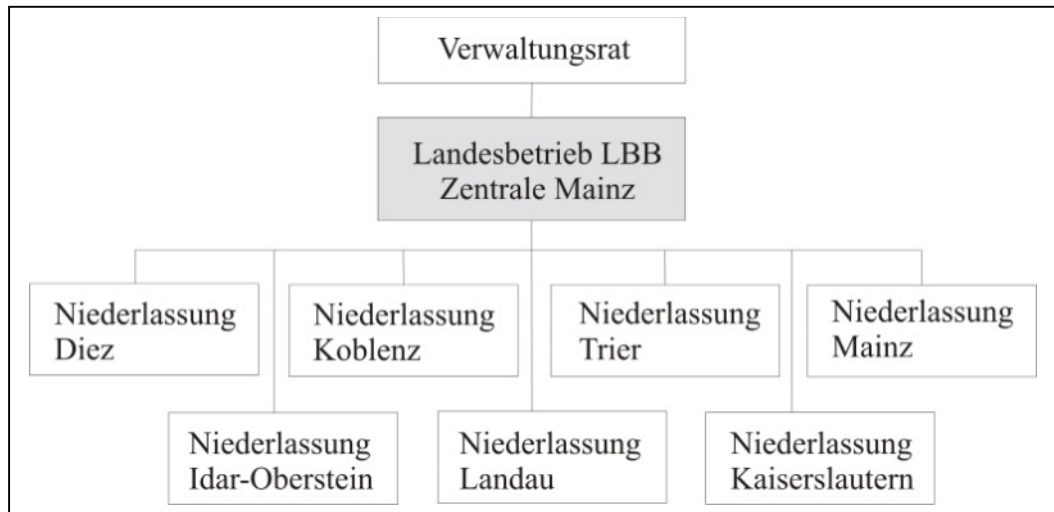 Verwaltungsrat
Landesbetrieb LBB
Zentrale Mainz
Niederlassung
Diez
Niederlassung
Koblenz
Niederlassung
Trier
Niederlassung
Mainz
Niederlassung
Idar-Oberstein
Niederlassung
Landau
Niederlassung
Kaiserslautern